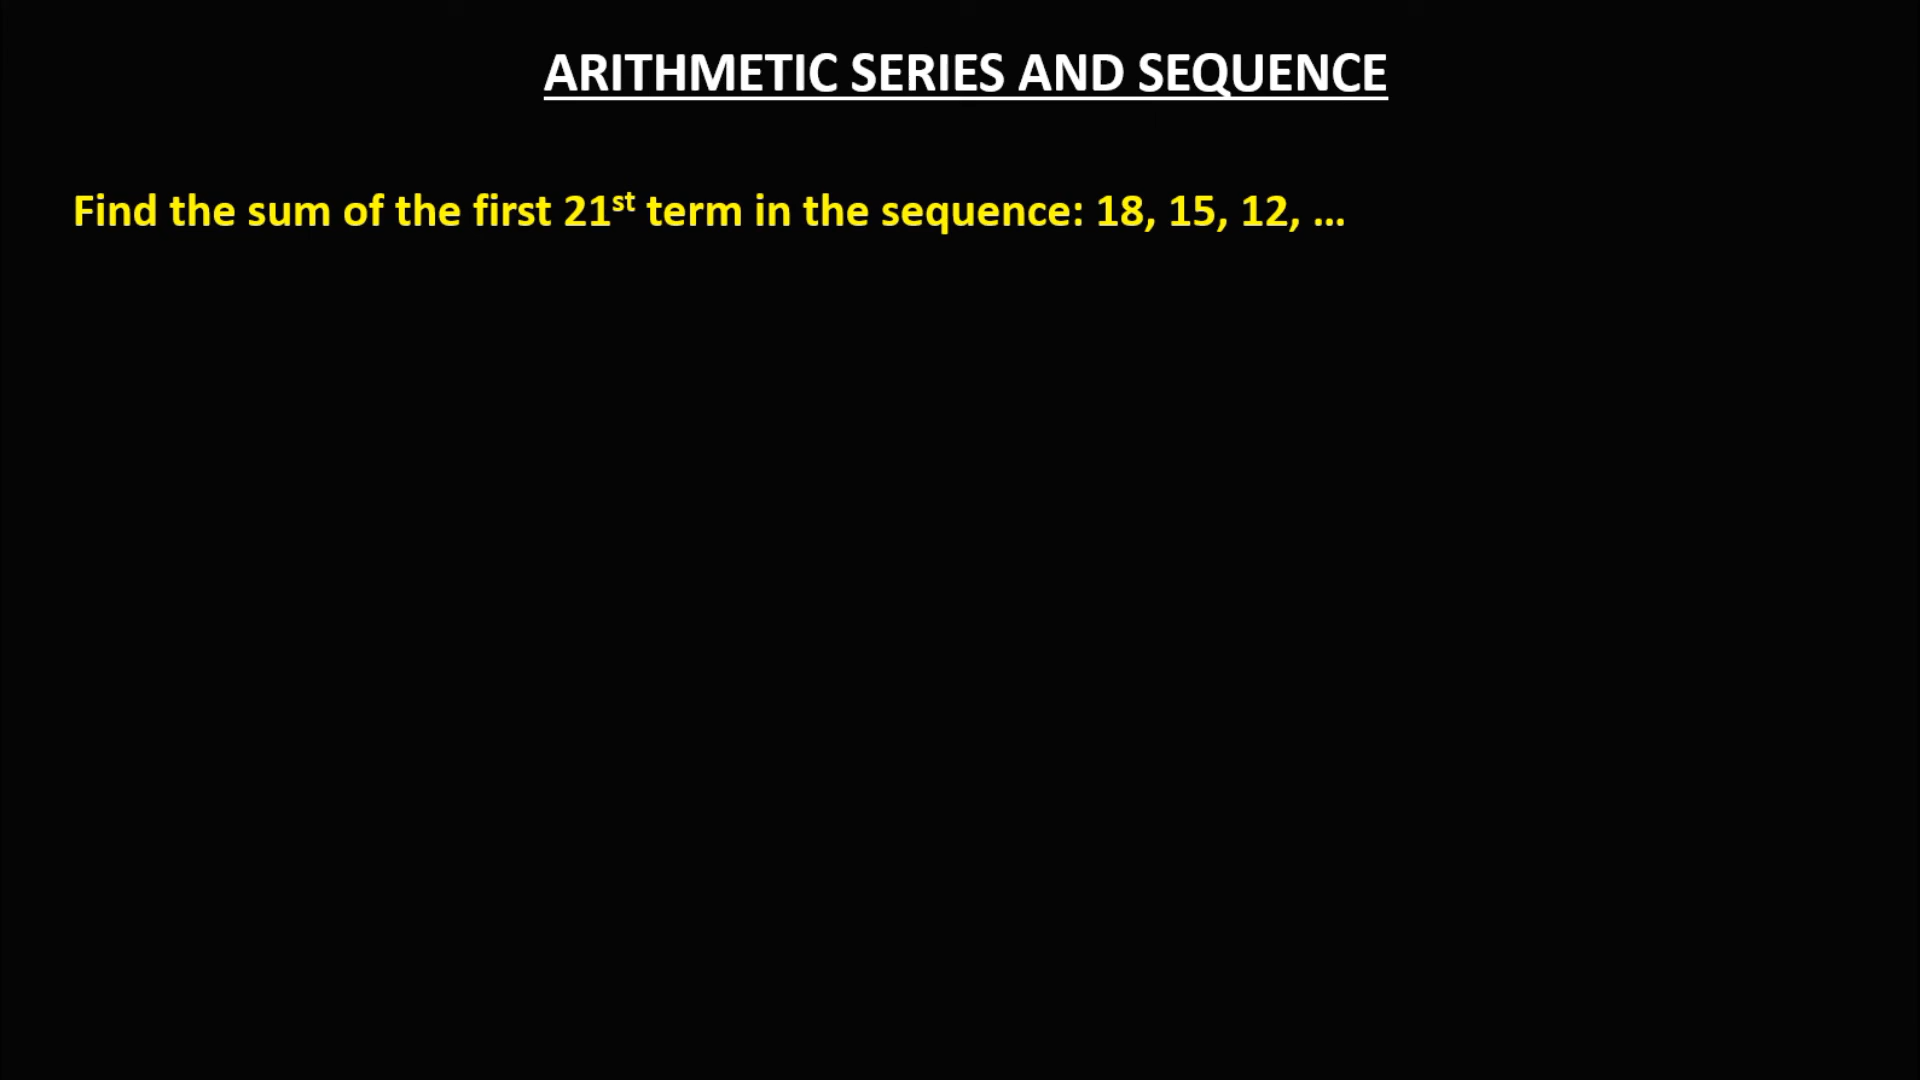 ARITHMETIC SERIES AND SEQUENCE
Find the sum of the first 21st term in the sequence: 18, 15, 12, ...